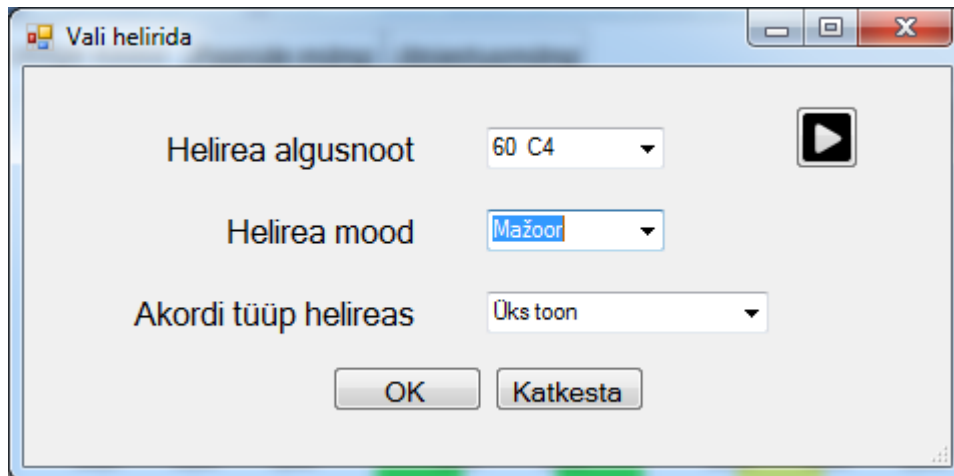 Vali helirida
Helirea algusnoot 60 C4
Helirea mood Mažoor
Akordi tüüp helireas Üks toon
OK Katkesta